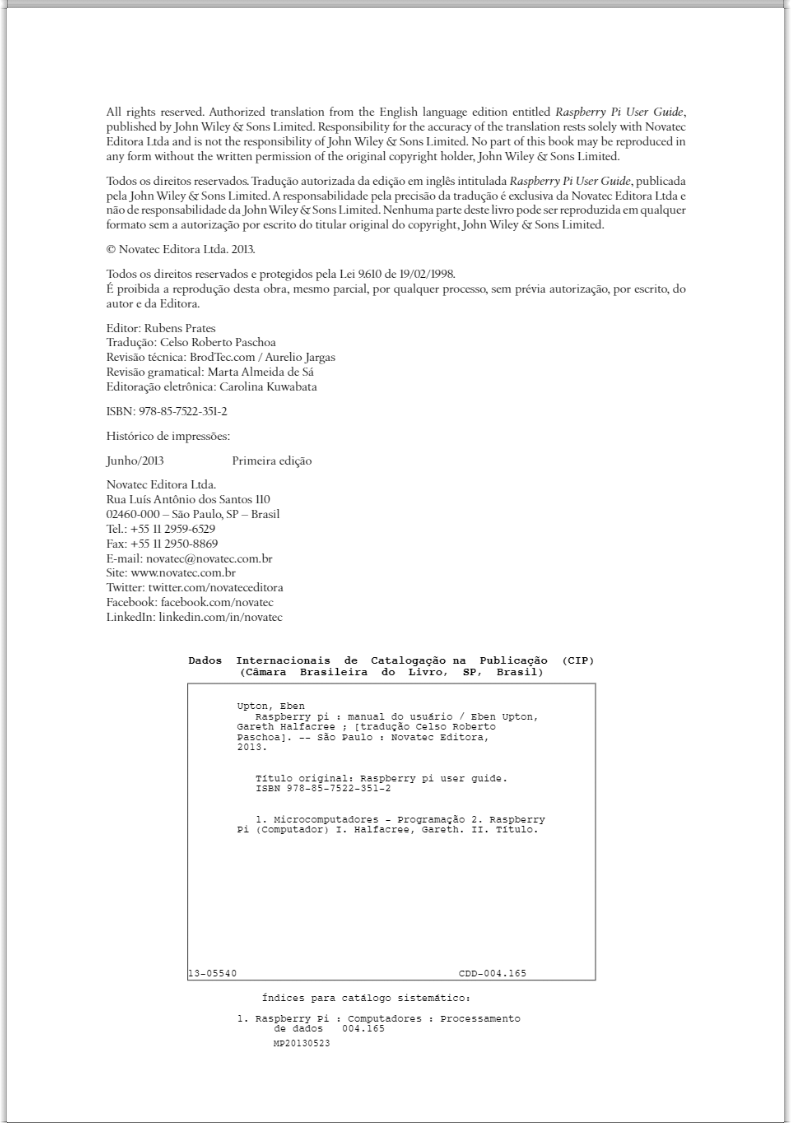 All rights reserved. Authorized translation from the English language edition entitled Raspberry Pi User Guide,
published by John Wiley & Sons Limited. Responsibility for the accuracy of the translation rests solely with Novatec
Editora Ltda and is not the responsibility of John Wiley & Sons Limited. No part of this book may be reproduced in
any form without the written permission of the original copyright holder, John Wiley & Sons Limited.
Todos os direitos reservados. Tradução autorizada da edição em inglês intitulada Raspberry Pi User Guide, publicada
pela John Wiley & Sons Limited. A responsabilidade pela precisão da tradução é exclusiva da Novatec Editora Ltda e
não de responsabilidade da John Wiley & Sons Limited. Nenhuma parte deste livro pode ser reproduzida em qualquer
formato sem a autorização por escrito do titular original do copyright, John Wiley & Sons Limited.
© Novatec Editora Ltda. 2013.
Todos os direitos reservados e protegidos pela Lei 9.610 de 19/02/1998.
É proibida a reprodução desta obra, mesmo parcial, por qualquer processo, sem prévia autorização, por escrito, do
autor e da Editora.
Editor: Rubens Prates
Tradução: Celso Roberto Paschoa
Revisão técnica: BrodTec.com / Aurelio Jargas
Revisão gramatical: Marta Almeida de Sá
Editoração eletrônica: Carolina Kuwabata
ISBN: 978-85-7522-351-2
Histórico de impressões:
Junho/2013 Primeira edição
Novatec Editora Ltda.
Rua Luís Antônio dos Santos 110
02460-000 – São Paulo, SP – Brasil
Tel.: +55 11 2959-6529
Fax: +55 11 2950-8869
E-mail: novatec@novatec.com.br
Site: www.novatec.com.br
Twitter: twitter.com/novateceditora
Facebook: facebook.com/novatec
LinkedIn: linkedin.com/in/novatec
Dados Internacionais de Catalogação na Publicação (CIP)
(Câmara Brasileira do Livro, SP, Brasil)
Upton, Eben
Raspberry pi : manual do usuário / Eben Upton,
Gareth Halfacree ; [tradução Celso Roberto
Paschoa]. -- São Paulo : Novatec Editora,
2013.
Título original: Raspberry pi user guide.
ISBN 978-85-7522-351-2
1. Microcomputadores - Programação 2. Raspberry
Pi (Computador) I. Halfacree, Gareth. II. Título.
13-05540 CDD-004.165
Índices para catálogo sistemático:
1. Raspberry Pi : Computadores : Processamento
de dados 004.165
MP20130523